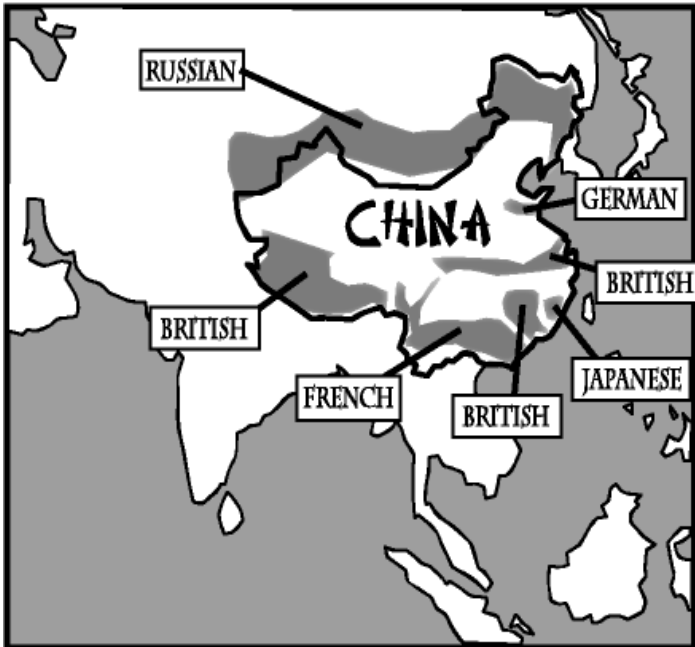 RUSSIAN
GERMAN
CHINA
BRITISH
BRITISH
FRENCH
BRITISH
JAPANESE